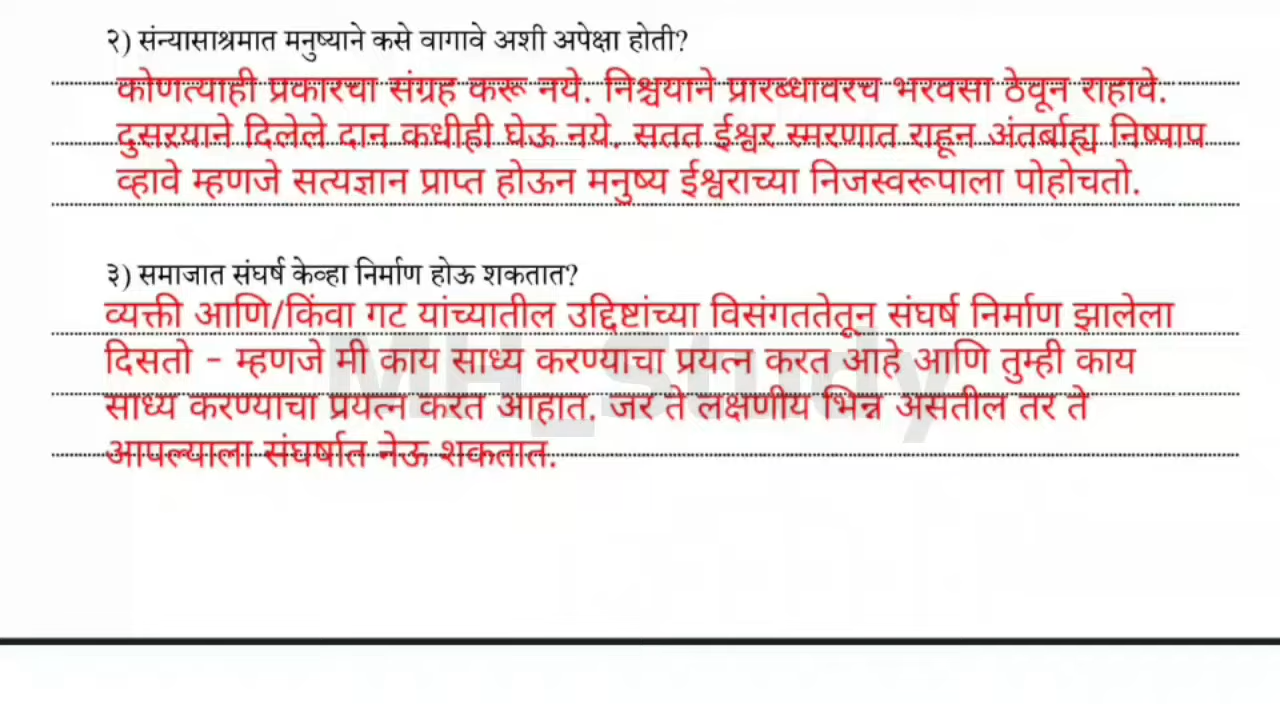 २) संन्यासाश्रमात मनुष्याने कसे वागावे अशी अपेक्षा होती?
कोणत्याही प्रकारचा संग्रह करू नये. निश्चयाने प्रारब्धावरच भरवसा ठेवून राहावे.
दुसऱयाने दिलेले दान कधीही घेऊ नये. सतत ईश्वर स्मरणात राहून अंतर्बाह्य निष्पाप
व्हावे म्हणजे सत्यज्ञान प्राप्त होऊन मनुष्य ईश्वराच्या निजस्वरूपाला पोहोचतो.
३) समाजात संघर्ष केव्हा निर्माण होऊ शकतात?
व्यक्ती आणि/किंवा गट यांच्यातील उद्दिष्टांच्या विसंगततेतून संघर्ष निर्माण झालेला
दिसतो - म्हणजे मी काय साध्य करण्याचा प्रयत्न करत आहे आणि तुम्ही काय
साध्य करण्याचा प्रयत्न करत आहात. जर ते लक्षणीय भिन्न असतील तर ते
आपल्याला संघर्षात नेऊ शकतात.
MH_Study